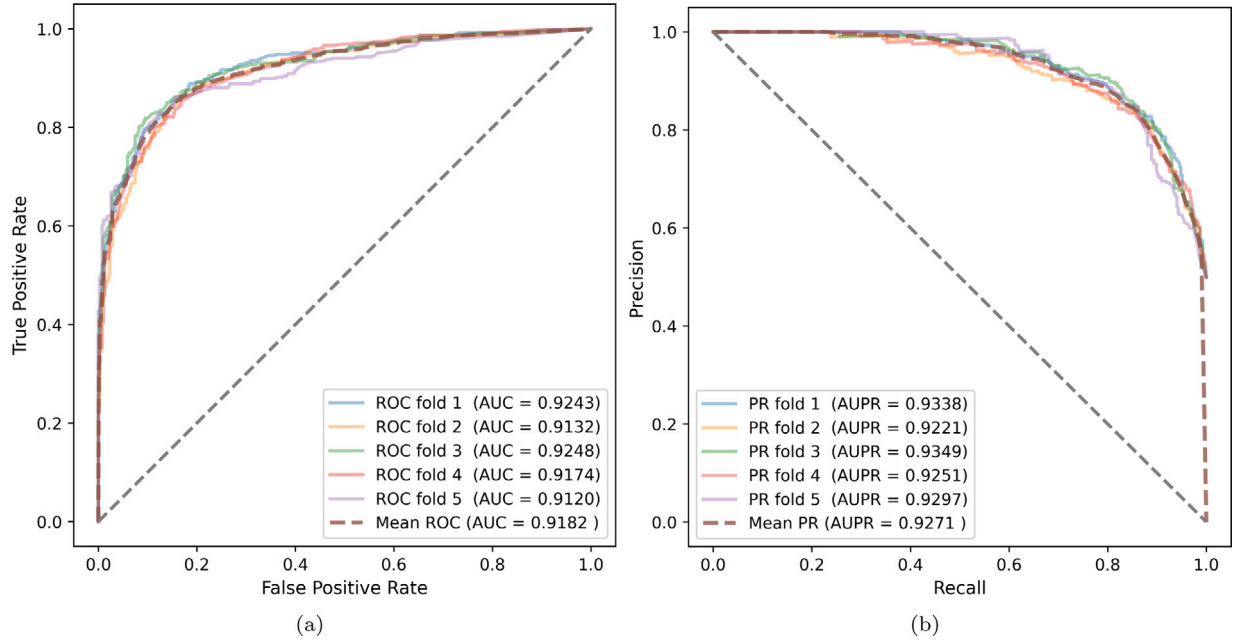 1.0
0.8
0.6
0.4
0.2
0.0
True Positive Rate
0.0 0.2 0.4 0.6 0.8 1.0
False Positive Rate
ROC fold 1 (AUC = 0.9243)
ROC fold 2 (AUC = 0.9132)
ROC fold 3 (AUC = 0.9248)
ROC fold 4 (AUC = 0.9174)
ROC fold 5 (AUC = 0.9120)
Mean ROC (AUC = 0.9182 )
(a)
1.0
0.8
0.6
0.4
0.2
0.0
Precision
0.0 0.2 0.4 0.6 0.8 1.0
Recall
PR fold 1 (AUPR = 0.9338)
PR fold 2 (AUPR = 0.9221)
PR fold 3 (AUPR = 0.9349)
PR fold 4 (AUPR = 0.9251)
PR fold 5 (AUPR = 0.9297)
Mean PR (AUPR = 0.9271 )
(b)